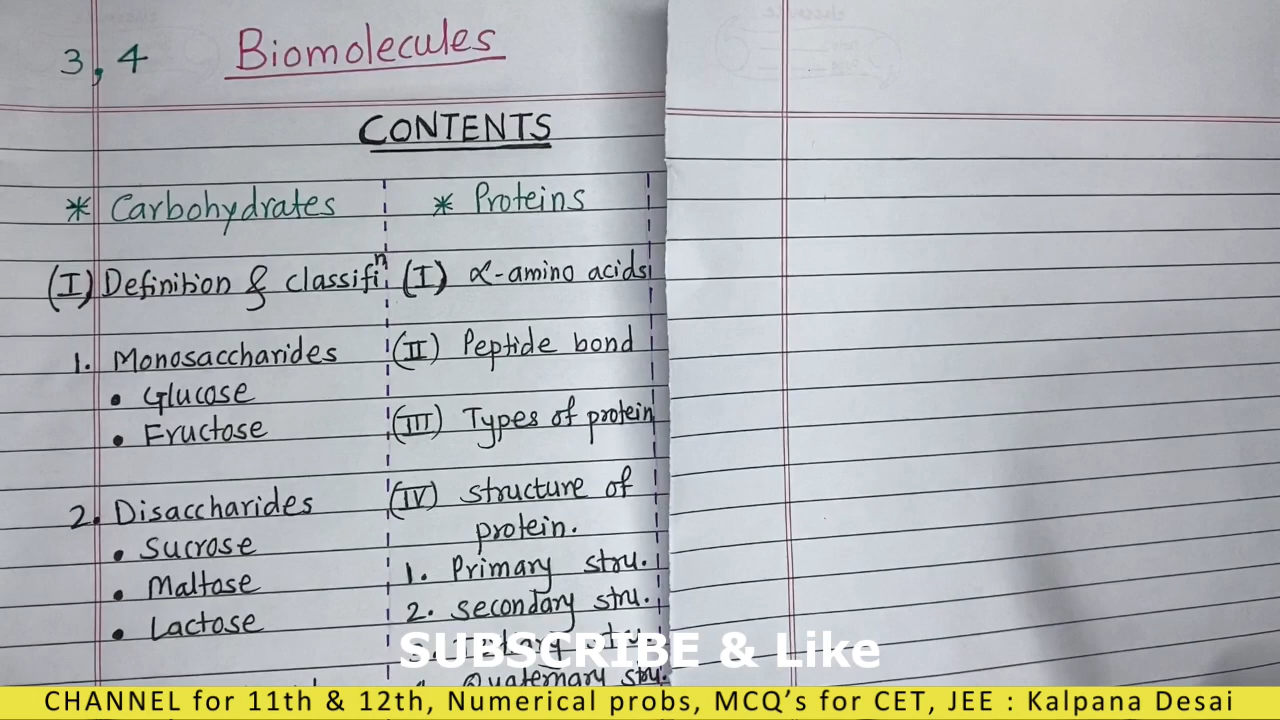 3, 4 Biomolecules
CONTENTS
* Carbohydrates
(I) Definition & classifiⁿ
1. Monosaccharides
• Glucose
• Fructose
2. Disaccharides
• Sucrose
• Maltose
• Lactose
* Proteins
(I) α-amino acids
(II) Peptide bond
(III) Types of protein
(IV) structure of
protein.
1. Primary stru.
2. secondary stru.
Quaternary stru.
SUBSCRIBE & Like
CHANNEL for 11th & 12th, Numerical probs, MCQ's for CET, JEE : Kalpana Desai